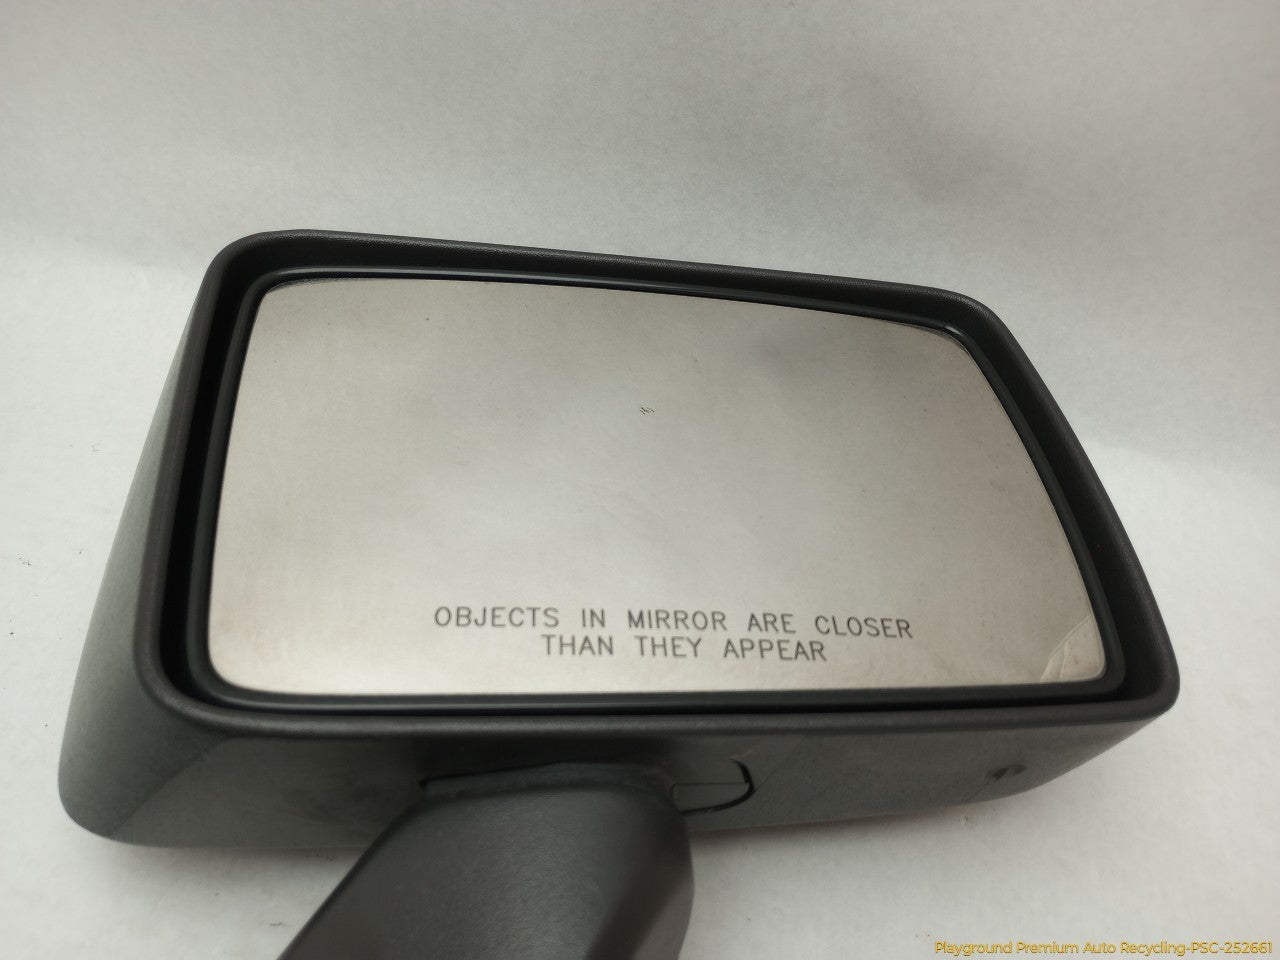 OBJECTS IN MIRROR ARE CLOSER
THAN THEY APPEAR
Playground Premium Auto Recycling-PSC-252661